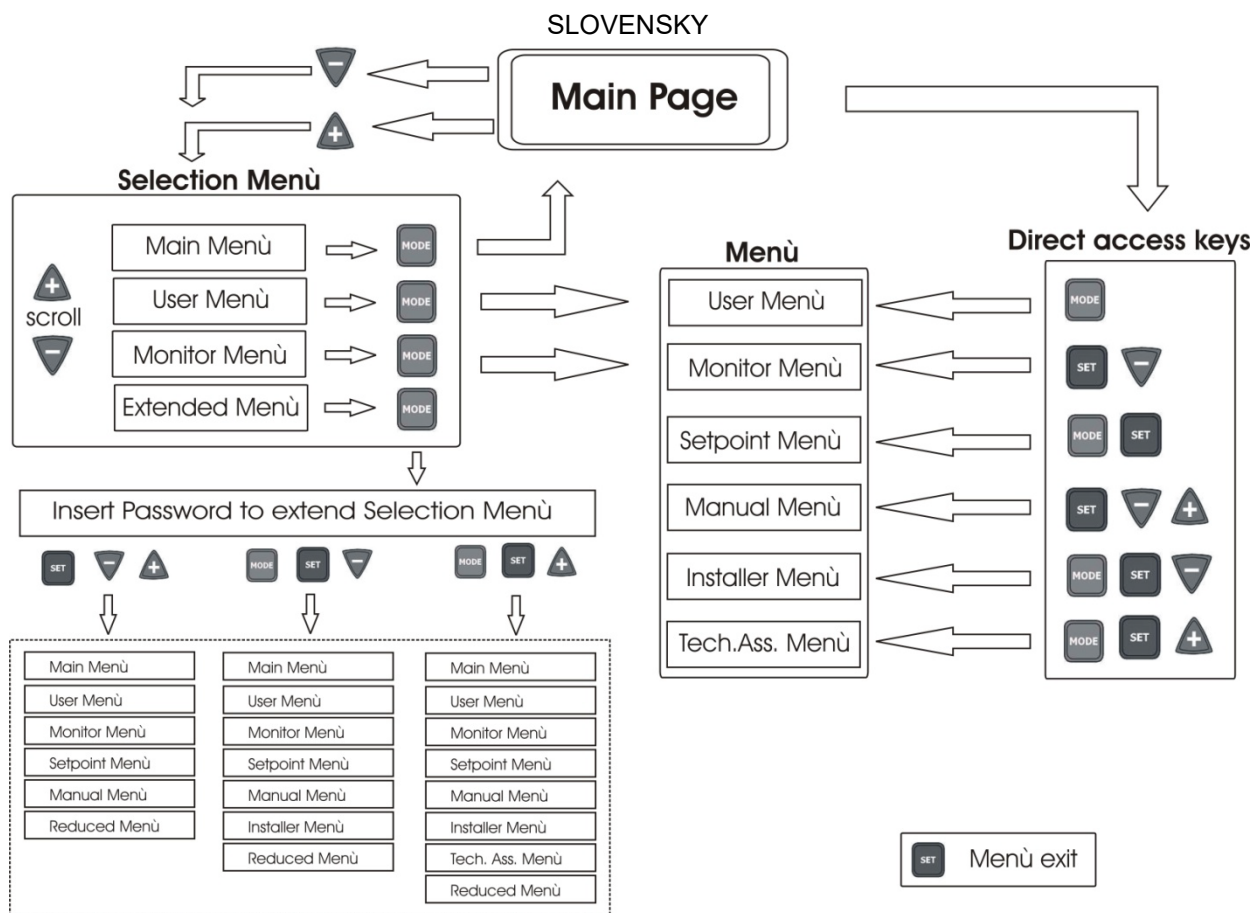 SLOVENSKY
Main Page
−
+
Selection Menù
Main Menù MODE
User Menù MODE
Monitor Menù MODE
Extended Menù MODE
+
scroll
−
Insert Password to extend Selection Menù
SET − +
MODE SET −
MODE SET +
Main Menù
User Menù
Monitor Menù
Setpoint Menù
Manual Menù
Reduced Menù
Main Menù
User Menù
Monitor Menù
Setpoint Menù
Manual Menù
Installer Menù
Reduced Menù
Main Menù
User Menù
Monitor Menù
Setpoint Menù
Manual Menù
Installer Menù
Tech. Ass. Menù
Reduced Menù
Menù
User Menù
Monitor Menù
Setpoint Menù
Manual Menù
Installer Menù
Tech.Ass. Menù
Direct access keys
MODE
SET −
MODE SET
SET − +
MODE SET −
MODE SET +
SET Menù exit